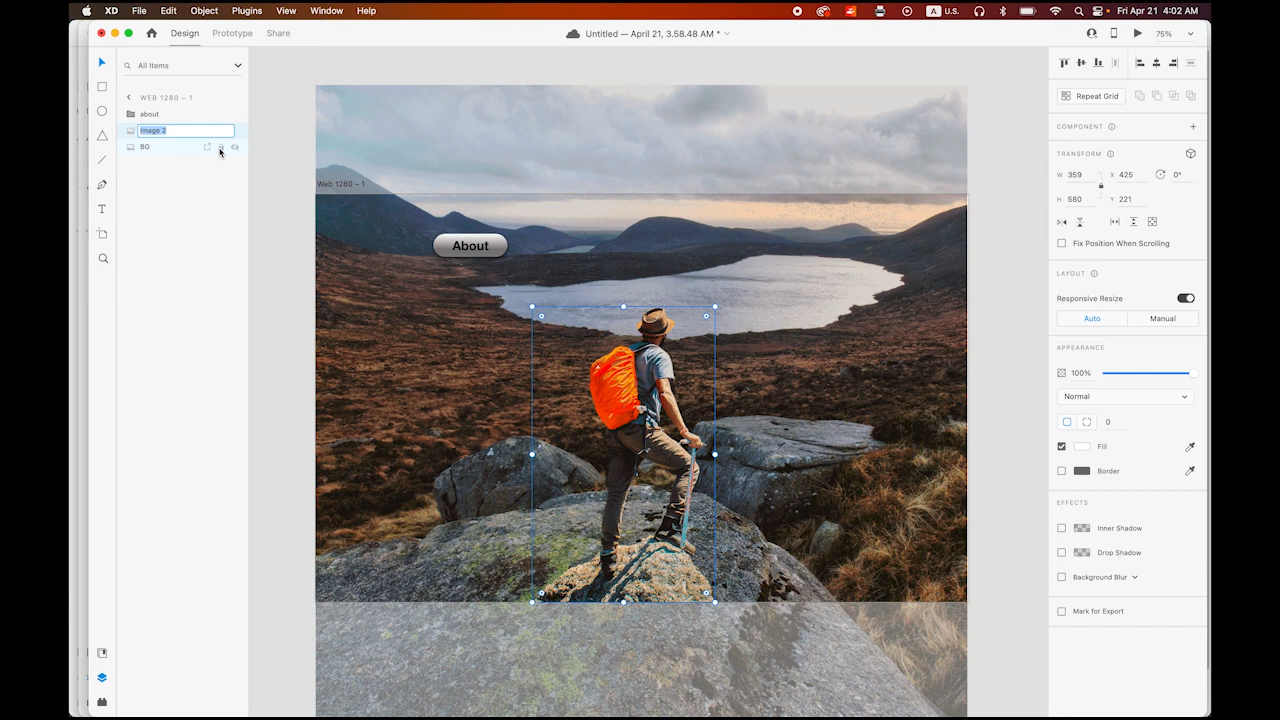 XD File Edit Object Plugins View Window Help A U.S. Fri Apr 21 4:02 AM
Design Prototype Share Untitled — April 21, 3.58.48 AM * 75%
All Items
WEB 1280 – 1
about
Image 2
BG
Web 1280 – 1
About
Repeat Grid
COMPONENT
TRANSFORM
W 359 X 425 0°
H 580 Y 221
Fix Position When Scrolling
LAYOUT
Responsive Resize
Auto Manual
APPEARANCE
100%
Normal
0
Fill
Border
EFFECTS
Inner Shadow
Drop Shadow
Background Blur
Mark for Export